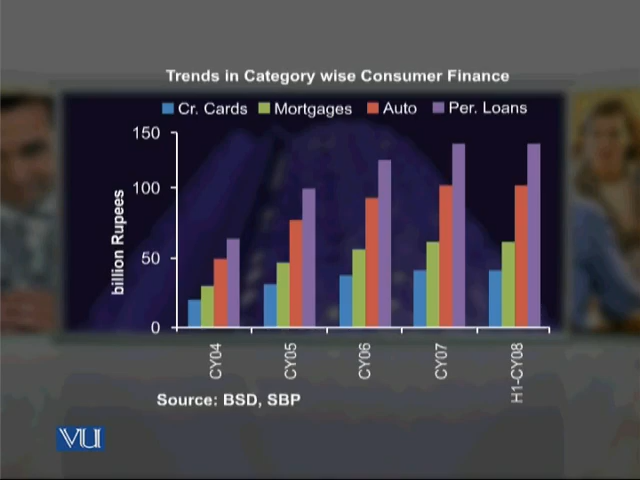 Trends in Category wise Consumer Finance
Cr. Cards Mortgages Auto Per. Loans
billion Rupees
150
100
50
0
CY04 CY05 CY06 CY07 H1-CY08
Source: BSD, SBP
VU